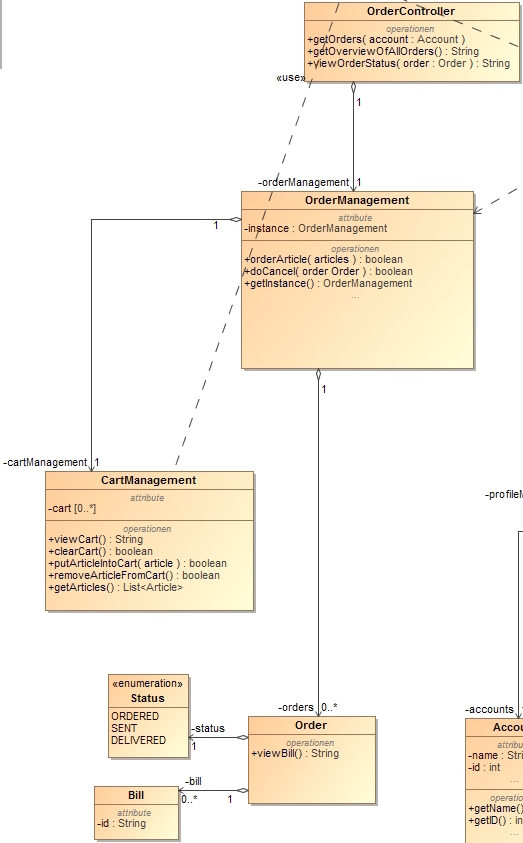 OrderController
operationen
+getOrders( account : Account )
+getOverviewOfAllOrders() : String
+viewOrderStatus( order : Order ) : String
«use»
1
-orderManagement 1
OrderManagement
attribute
-instance : OrderManagement
1
operationen
+orderArticle( articles ) : boolean
+doCancel( order Order ) : boolean
+getInstance() : OrderManagement
...
1
-cartManagement 1
CartManagement
attribute
-cart [0..*]
operationen
+viewCart() : String
+clearCart() : boolean
+putArticleIntoCart( article ) : boolean
+removeArticleFromCart() : boolean
+getArticles() : List<Article>
-profileM
«enumeration»
Status
ORDERED
SENT
DELIVERED
-status
1
-orders 0..*
Order
operationen
+viewBill() : String
-bill
0..* 1
Bill
attribute
-id : String
-accounts
Accou
attribu
-name : Stri
-id : int
...
operatio
+getName()
+getID() : in
...